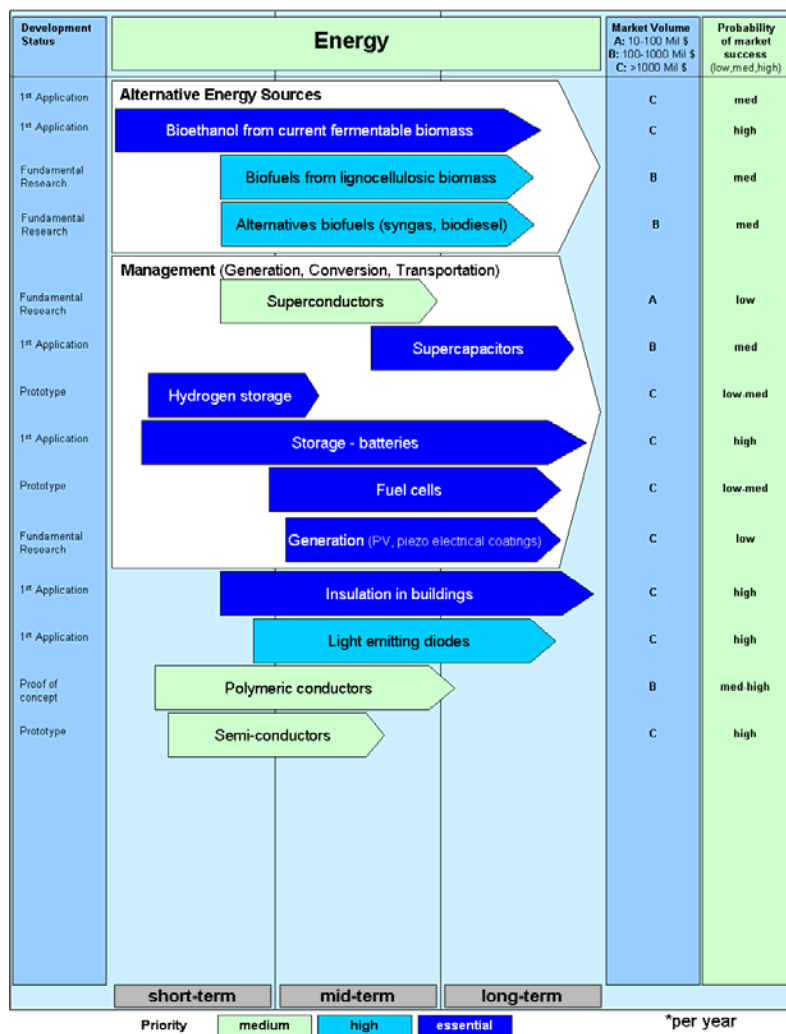 Development
Status
Energy
Market Volume
A: 10-100 Mil $
B: 100-1000 Mil $
C: >1000 Mil $
Probability
of market
success
(low,med,high)
1st Application
Alternative Energy Sources
C
med
1st Application
Bioethanol from current fermentable biomass
C
high
Fundamental
Research
Biofuels from lignocellulosic biomass
B
med
Fundamental
Research
Alternatives biofuels (syngas, biodiesel)
B
med
Management (Generation, Conversion, Transportation)
Fundamental
Research
Superconductors
A
low
1st Application
Supercapacitors
B
med
Prototype
Hydrogen storage
C
low-med
1st Application
Storage - batteries
C
high
Prototype
Fuel cells
C
low-med
Fundamental
Research
Generation (PV, piezo electrical coatings)
C
low
1st Application
Insulation in buildings
C
high
1st Application
Light emitting diodes
C
high
Proof of
concept
Polymeric conductors
B
med-high
Prototype
Semi-conductors
C
high
short-term
mid-term
long-term
Priority
medium
high
essential
*per year